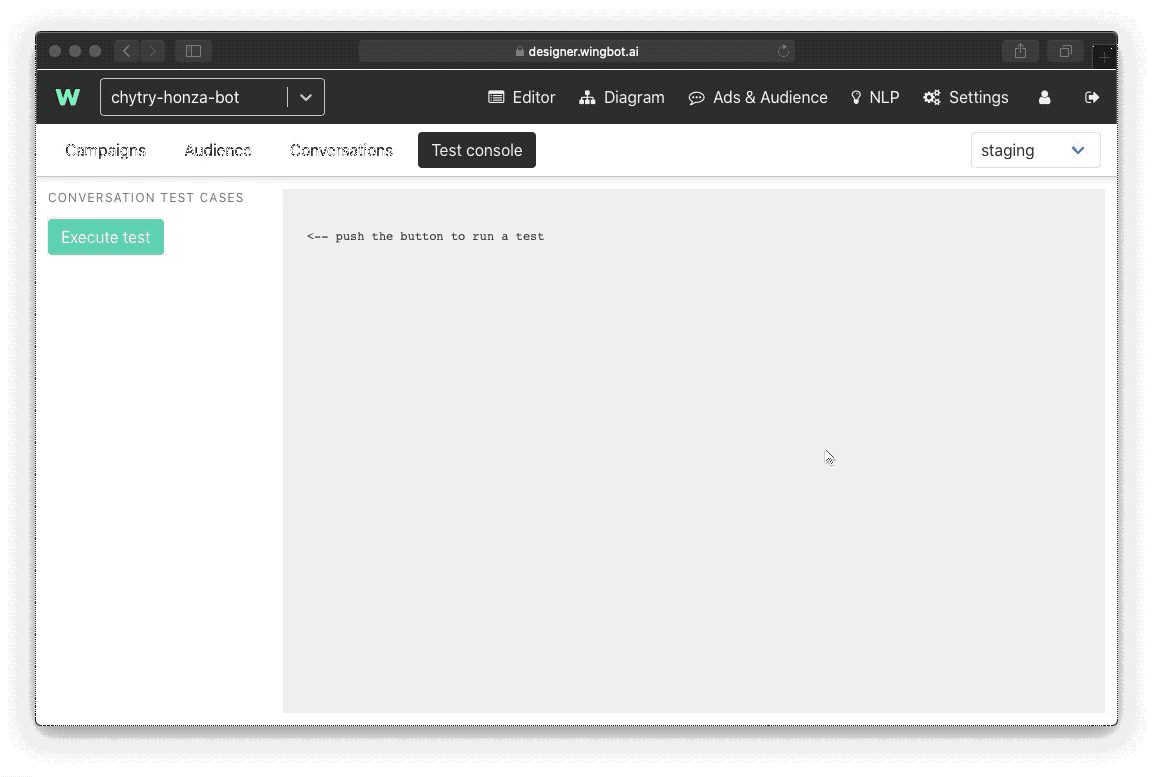 designer.wingbot.ai
W chytry-honza-bot Editor Diagram Ads & Audience NLP Settings
Campaigns Audience Conversations Test console staging
CONVERSATION TEST CASES
Execute test
<-- push the button to run a test